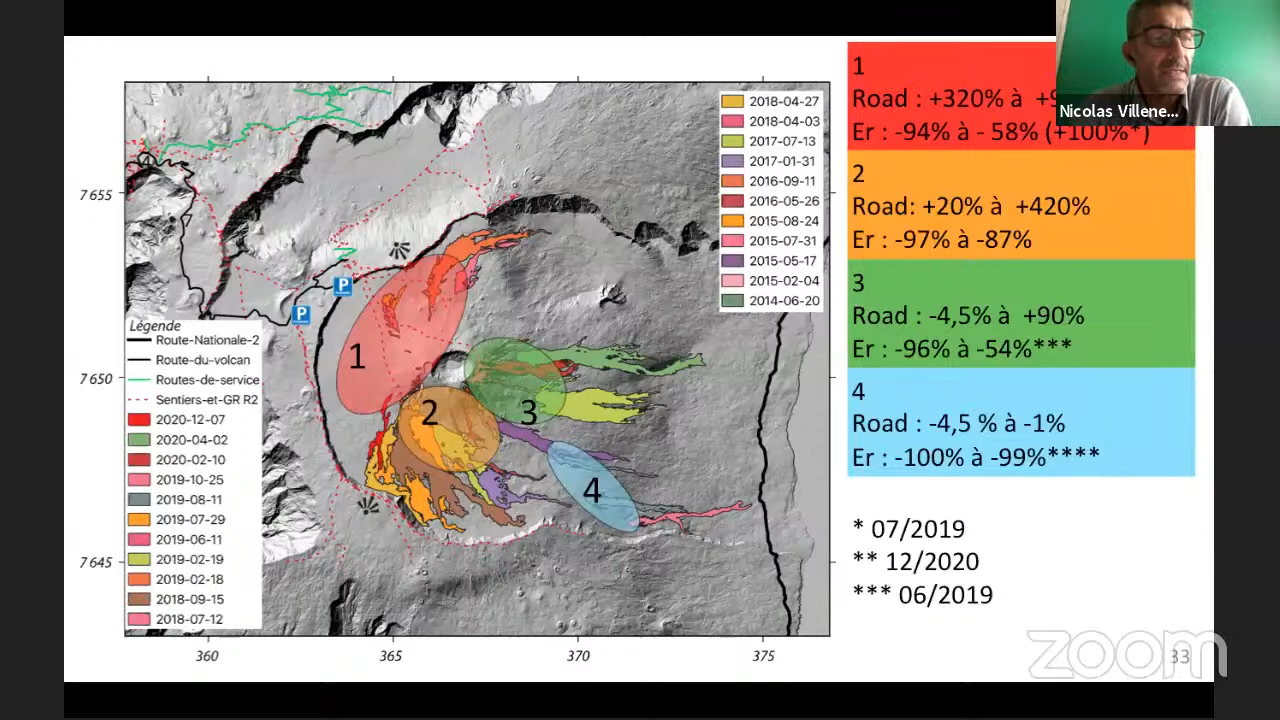 7655
7650
7645
360
365
370
375
P
P
1
2
3
4
2018-04-27
2018-04-03
2017-07-13
2017-01-31
2016-09-11
2016-05-26
2015-08-24
2015-07-31
2015-05-17
2015-02-04
2014-06-20
Légende
Route-Nationale-2
Route-du-volcan
Routes-de-service
Sentiers-et-GR R2
2020-12-07
2020-04-02
2020-02-10
2019-10-25
2019-08-11
2019-07-29
2019-06-11
2019-02-19
2019-02-18
2018-09-15
2018-07-12
1
Road : +320% à
Er : -94% à - 58% (+100%*)
2
Road: +20% à +420%
Er : -97% à -87%
3
Road : -4,5% à +90%
Er : -96% à -54%***
4
Road : -4,5 % à -1%
Er : -100% à -99%****
* 07/2019
** 12/2020
*** 06/2019
Nicolas Villene...
zoom
33